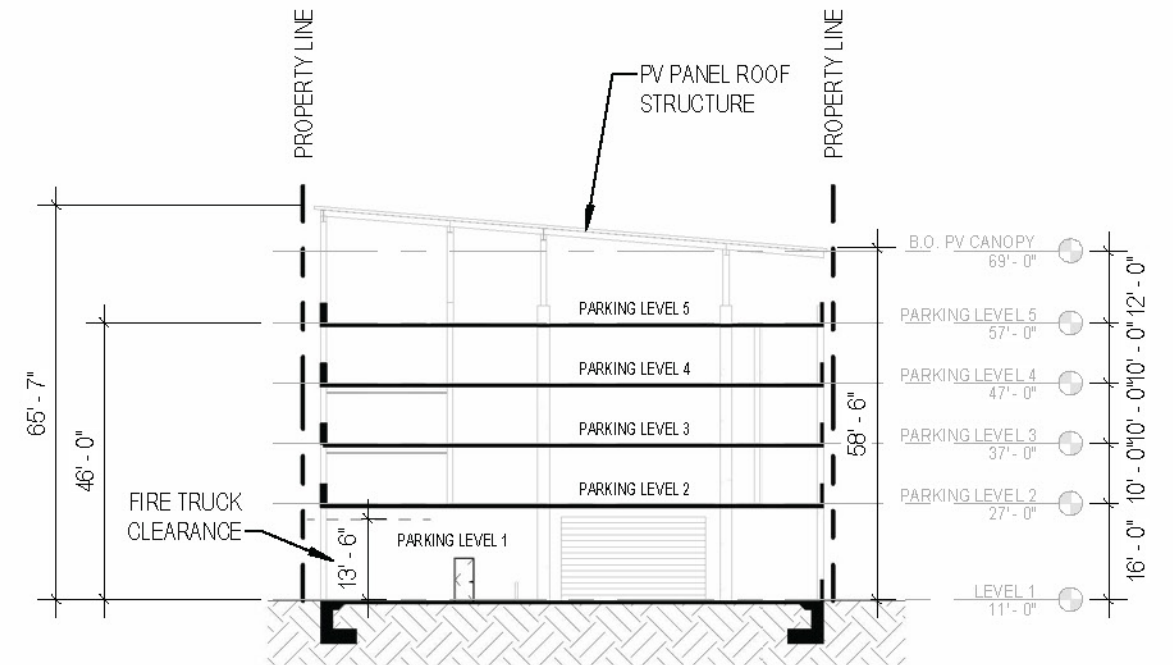 PROPERTY LINE
PROPERTY LINE
PV PANEL ROOF
STRUCTURE
B.O. PV CANOPY
69' - 0"
12' - 0"
PARKING LEVEL 5
PARKING LEVEL 5
57' - 0"
10' - 0"
PARKING LEVEL 4
PARKING LEVEL 4
47' - 0"
65' - 7"
58' - 6"
10' - 0"
PARKING LEVEL 3
PARKING LEVEL 3
37' - 0"
46' - 0"
10' - 0"
PARKING LEVEL 2
PARKING LEVEL 2
27' - 0"
FIRE TRUCK
CLEARANCE
13' - 6"
PARKING LEVEL 1
16' - 0"
LEVEL 1
11' - 0"